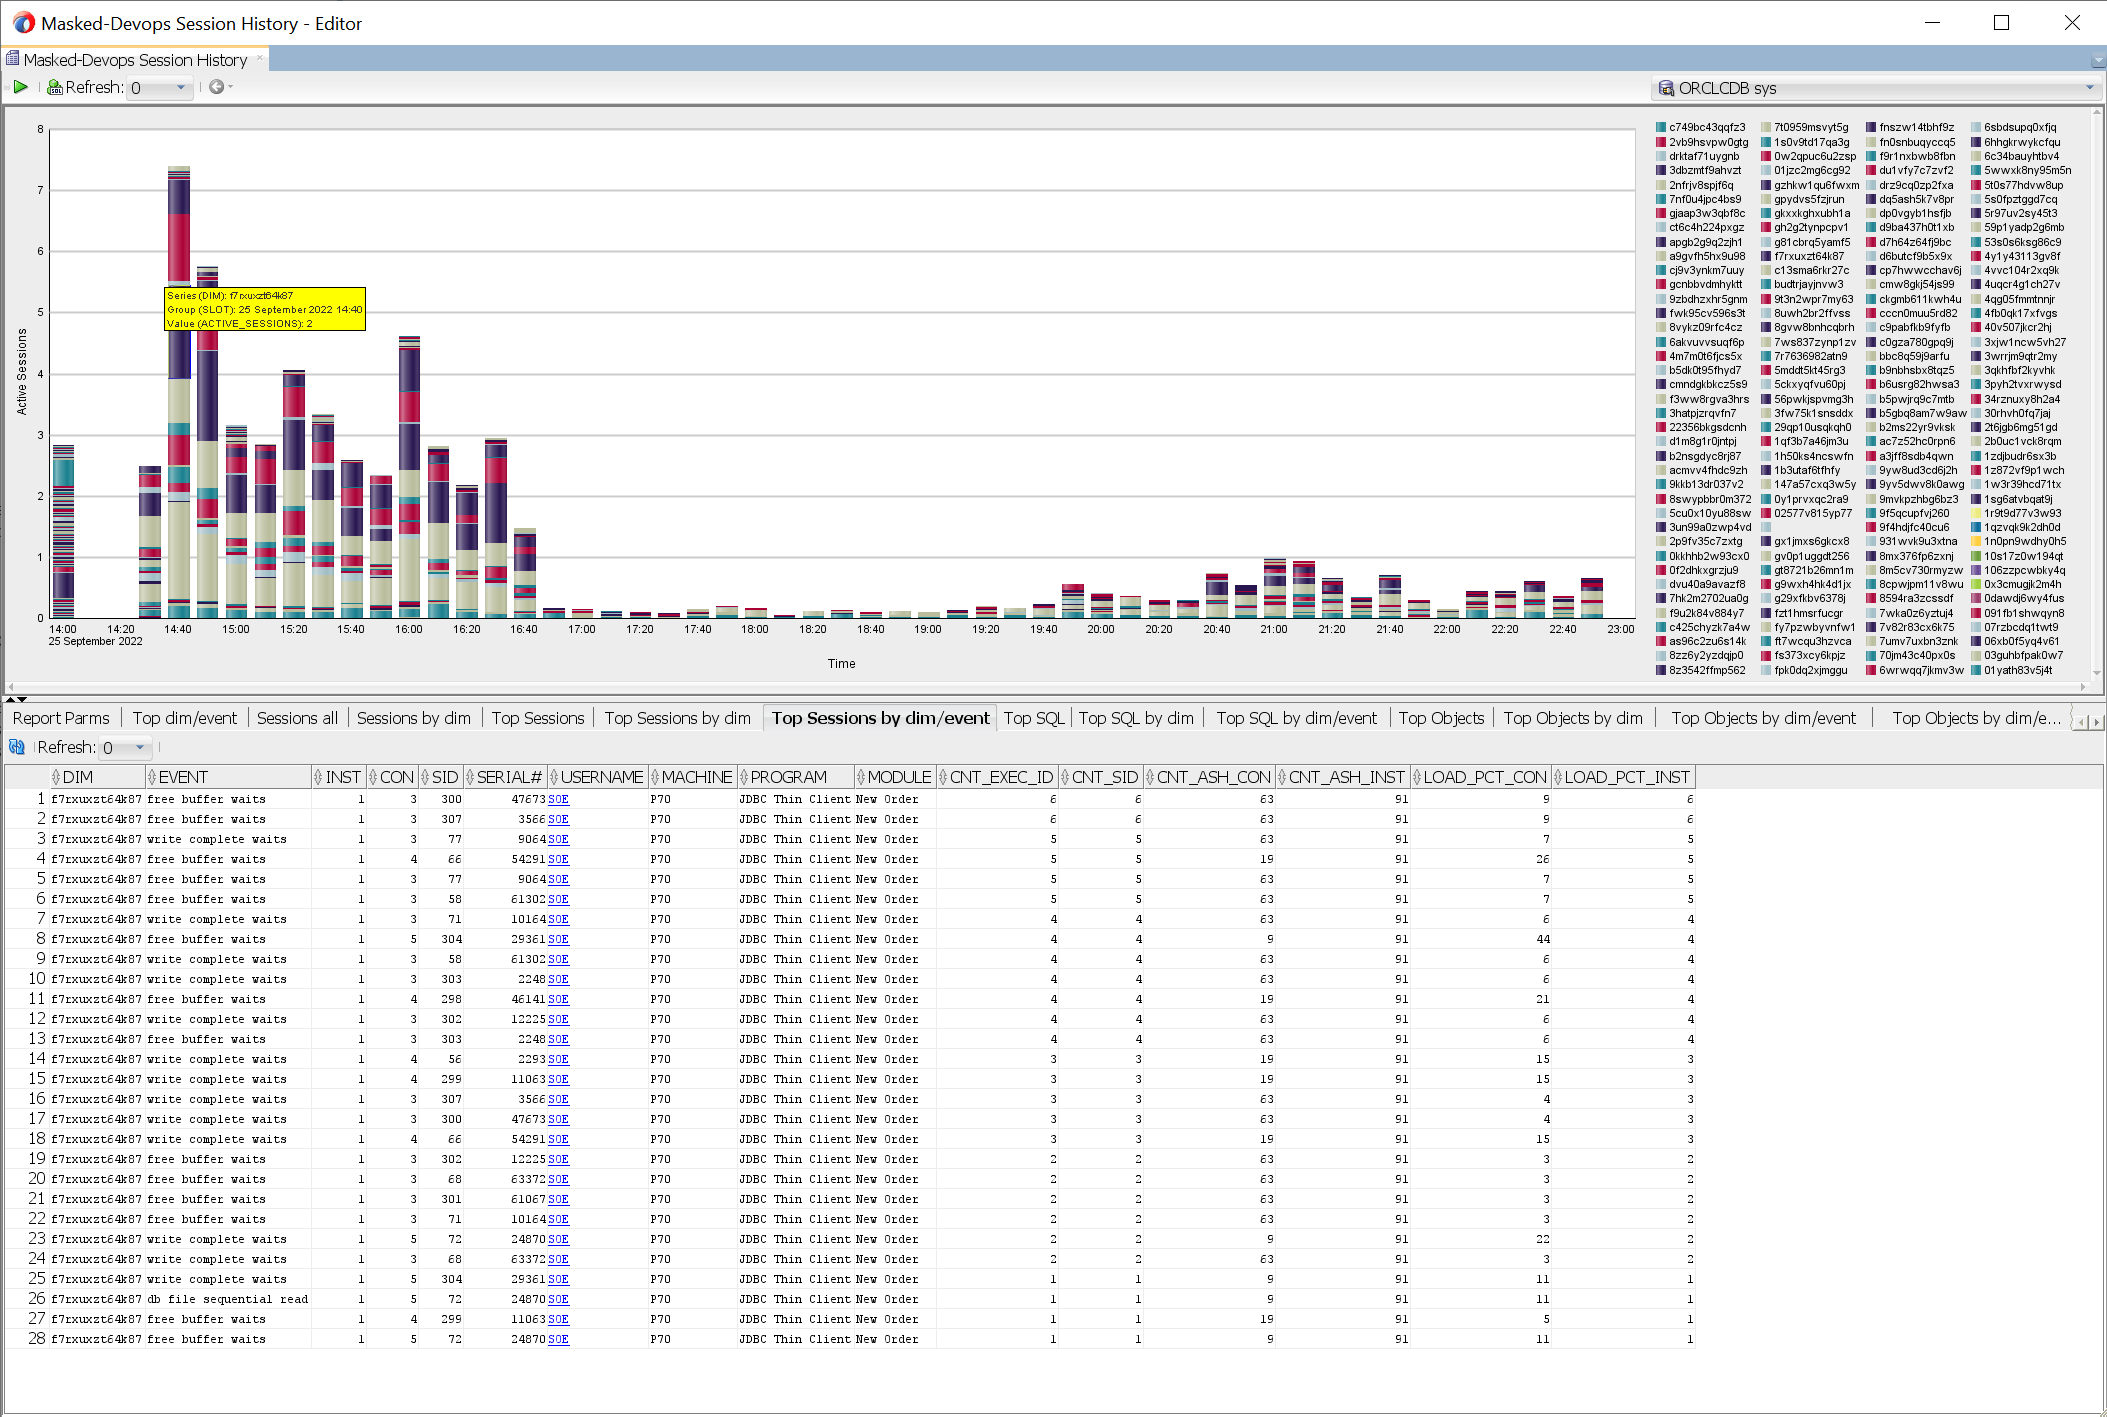 Masked-Devops Session History - Editor
Masked-Devops Session History
Refresh: 0
ORCLCDB sys
8
7
6
5
4
3
2
1
0
Active Sessions
Series (DIM): f7rxuxzt64k87
Group (SLOT): 25 September 2022 14:40
Value (ACTIVE_SESSIONS): 2
14:00 14:20 14:40 15:00 15:20 15:40 16:00 16:20 16:40 17:00 17:20 17:40 18:00 18:20 18:40 19:00 19:20 19:40 20:00 20:20 20:40 21:00 21:20 21:40 22:00 22:20 22:40 23:00
25 September 2022
Time
c749bc43qqfz3 7t0959msvyt5g fnszw14tbhf9z 6sbdsupq0xfjq
2vb9hsvpw0gtg 1s0v9td17qa3g fn0snbuqyccq5 6hhgkrwykcfqu
drktaf71uygnb 0w2qpuc6u2zsp f9r1nxbwb8fbn 6c34bauyhtbv4
3dbzmtf9ahvzt 01jzc2mg6cg92 du1vfy7c7zvf2 5wwxk8ny95m5n
2nfrjv8spjf6q gzhkw1qu6fwxm drz9cq0zp2fxa 5t0s77hdvw8up
7nf0u4jpc4bs9 gpydvs5fzjrun dq5ash5k7v8pr 5s0fpztggd7cq
gjaap3w3qbf8c gkxxkghxubh1a dp0vgyb1hsfjb 5r97uv2sy45t3
ct6c4h224pxgz gh2g2tynpcpv1 d9ba437h0t1xb 59p1yadp2g6mb
apgb2g9q2zjh1 g81cbrq5yamf5 d7h64z64fj9bc 53s0s6ksg86c9
a9gvfh5hx9u98 f7rxuxzt64k87 d6butcf9b5x9x 4y1y43113gv8f
cj9v3ynkm7uuy c13sma6rkr27c cp7hwwcchav6j 4vvc104r2xq9k
gcnbbvdmhyktt budtrjayjnvw3 cmw8gkj54js99 4uqcr4g1ch27v
9zbdhzxhr5gnm 9t3n2wpr7my63 ckgmb611kwh4u 4qg05fmmtnnjr
fwk95cv596s3t 8uwh2br2ffvss cccn0muu5rd82 4fb0qk17xfvgs
8vykz09rfc4cz 8gvw8bnhcqbrh c9pabfkb9fyfb 40v507jkcr2hj
6akvuvvsuqf6p 7ws837zynp1zv c0gza780gpq9j 3xjw1ncw5vh27
4m7m0t6fjcs5x 7r7636982atn9 bbc8q59j9arfu 3wrrjm9qtr2my
b5dk0t95fhyd7 5mddt5kt45rg3 b9nbhsbx8tqz5 3qkhfbf2kyvhk
cmndgkbkcz5s9 5ckxyqfvu60pj b6usrg82hwsa3 3pyh2tvxrwysd
f3ww8rgva3hrs 56pwkjspvmg3h b5pwjrq9c7mtb 34rznuxy8h2a4
3hatpjzrqvfn7 3fw75k1snsddx b5gbq8am7w9aw 30rhvh0fq7jaj
22356bkgsdcnh 29qp10usqkqh0 b2ms22yr9vksk 2t6jgb6mg51gd
d1m8g1r0jntpj 1qf3b7a46jm3u ac7z52hc0rpn6 2b0uc1vck8rqm
b2nsgdyc8rj87 1h50ks4ncswfn a3jff8sdb4qwn 1zdjbudr6sx3b
acmvv4fhdc9zh 1b3utaf6tfhfy 9yw8ud3cd6j2h 1z872vf9p1wch
9kkb13dr037v2 147a57cxq3w5y 9yv5dwv8k0awg 1w3r39hcd71tx
8swypbbr0m372 0y1prvxqc2ra9 9mvkpzhbg6bz3 1sg6atvbqat9j
5cu0x10yu88sw 02577v815yp77 9f5qcupfvj260 1r9t9d77v3w93
3un99a0zwp4vd 9f4hdjfc40cu6 1qzvqk9k2dh0d
2p9fv35c7zxtg gx1jmxs6gkcx8 931wvk9u3xtna 1n0pn9wdhy0h5
0kkhhb2w93cx0 gv0p1uggdt256 8mx376fp6zxnj 10s17z0w194qt
0f2dhkxgrzju9 gt8721b26mn1m 8m5cv730rmyzw 106zzpcwbky4q
dvu40a9avazf8 g9wxh4hk4d1jx 8cpwjpm11v8wu 0x3cmugjk2m4h
7hk2m2702ua0g g29xfkbv6378j 8594ra3zcssdf 0dawdj6wy4fus
f9u2k84v884y7 fzt1hmsrfucgr 7wka0z6yztuj4 091fb1shwqyn8
c425chyzk7a4w fy7pzwbyvnfw1 7v82r83cx6k75 07rzbcdq1twt9
as96c2zu6s14k ft7wcqu3hzvca 7umv7uxbn3znk 06xb0f5yq4v61
8zz6y2yzdqjp0 fs373xcy6kpjz 70jm43c40px0s 03guhbfpak0w7
8z3542ffmp562 fpk0dq2xjmggu 6wrwqq7jkmv3w 01yath83v5j4t
Report Parms Top dim/event Sessions all Sessions by dim Top Sessions Top Sessions by dim Top Sessions by dim/event Top SQL Top SQL by dim Top SQL by dim/event Top Objects Top Objects by dim Top Objects by dim/event Top Objects by dim/e...
Refresh: 0
DIM EVENT INST CON SID SERIAL# USERNAME MACHINE PROGRAM MODULE CNT_EXEC_ID CNT_SID CNT_ASH_CON CNT_ASH_INST LOAD_PCT_CON LOAD_PCT_INST
1 f7rxuxzt64k87 free buffer waits 1 3 300 47673 SOE P70 JDBC Thin Client New Order 6 6 63 91 9 6
2 f7rxuxzt64k87 free buffer waits 1 3 307 3566 SOE P70 JDBC Thin Client New Order 6 6 63 91 9 6
3 f7rxuxzt64k87 write complete waits 1 3 77 9064 SOE P70 JDBC Thin Client New Order 5 5 63 91 7 5
4 f7rxuxzt64k87 free buffer waits 1 4 66 54291 SOE P70 JDBC Thin Client New Order 5 5 19 91 26 5
5 f7rxuxzt64k87 free buffer waits 1 3 77 9064 SOE P70 JDBC Thin Client New Order 5 5 63 91 7 5
6 f7rxuxzt64k87 free buffer waits 1 3 58 61302 SOE P70 JDBC Thin Client New Order 5 5 63 91 7 5
7 f7rxuxzt64k87 write complete waits 1 3 71 10164 SOE P70 JDBC Thin Client New Order 4 4 63 91 6 4
8 f7rxuxzt64k87 free buffer waits 1 5 304 29361 SOE P70 JDBC Thin Client New Order 4 4 9 91 44 4
9 f7rxuxzt64k87 write complete waits 1 3 58 61302 SOE P70 JDBC Thin Client New Order 4 4 63 91 6 4
10 f7rxuxzt64k87 write complete waits 1 3 303 2248 SOE P70 JDBC Thin Client New Order 4 4 63 91 6 4
11 f7rxuxzt64k87 free buffer waits 1 4 298 46141 SOE P70 JDBC Thin Client New Order 4 4 19 91 21 4
12 f7rxuxzt64k87 write complete waits 1 3 302 12225 SOE P70 JDBC Thin Client New Order 4 4 63 91 6 4
13 f7rxuxzt64k87 free buffer waits 1 3 303 2248 SOE P70 JDBC Thin Client New Order 4 4 63 91 6 4
14 f7rxuxzt64k87 write complete waits 1 4 56 2293 SOE P70 JDBC Thin Client New Order 3 3 19 91 15 3
15 f7rxuxzt64k87 write complete waits 1 4 299 11063 SOE P70 JDBC Thin Client New Order 3 3 19 91 15 3
16 f7rxuxzt64k87 write complete waits 1 3 307 3566 SOE P70 JDBC Thin Client New Order 3 3 63 91 4 3
17 f7rxuxzt64k87 write complete waits 1 3 300 47673 SOE P70 JDBC Thin Client New Order 3 3 63 91 4 3
18 f7rxuxzt64k87 write complete waits 1 4 66 54291 SOE P70 JDBC Thin Client New Order 3 3 19 91 15 3
19 f7rxuxzt64k87 free buffer waits 1 3 302 12225 SOE P70 JDBC Thin Client New Order 2 2 63 91 3 2
20 f7rxuxzt64k87 free buffer waits 1 3 68 63372 SOE P70 JDBC Thin Client New Order 2 2 63 91 3 2
21 f7rxuxzt64k87 free buffer waits 1 3 301 61067 SOE P70 JDBC Thin Client New Order 2 2 63 91 3 2
22 f7rxuxzt64k87 free buffer waits 1 3 71 10164 SOE P70 JDBC Thin Client New Order 2 2 63 91 3 2
23 f7rxuxzt64k87 write complete waits 1 5 72 24870 SOE P70 JDBC Thin Client New Order 2 2 9 91 22 2
24 f7rxuxzt64k87 write complete waits 1 3 68 63372 SOE P70 JDBC Thin Client New Order 2 2 63 91 3 2
25 f7rxuxzt64k87 write complete waits 1 5 304 29361 SOE P70 JDBC Thin Client New Order 1 1 9 91 11 1
26 f7rxuxzt64k87 db file sequential read 1 5 72 24870 SOE P70 JDBC Thin Client New Order 1 1 9 91 11 1
27 f7rxuxzt64k87 free buffer waits 1 4 299 11063 SOE P70 JDBC Thin Client New Order 1 1 19 91 5 1
28 f7rxuxzt64k87 free buffer waits 1 5 72 24870 SOE P70 JDBC Thin Client New Order 1 1 9 91 11 1